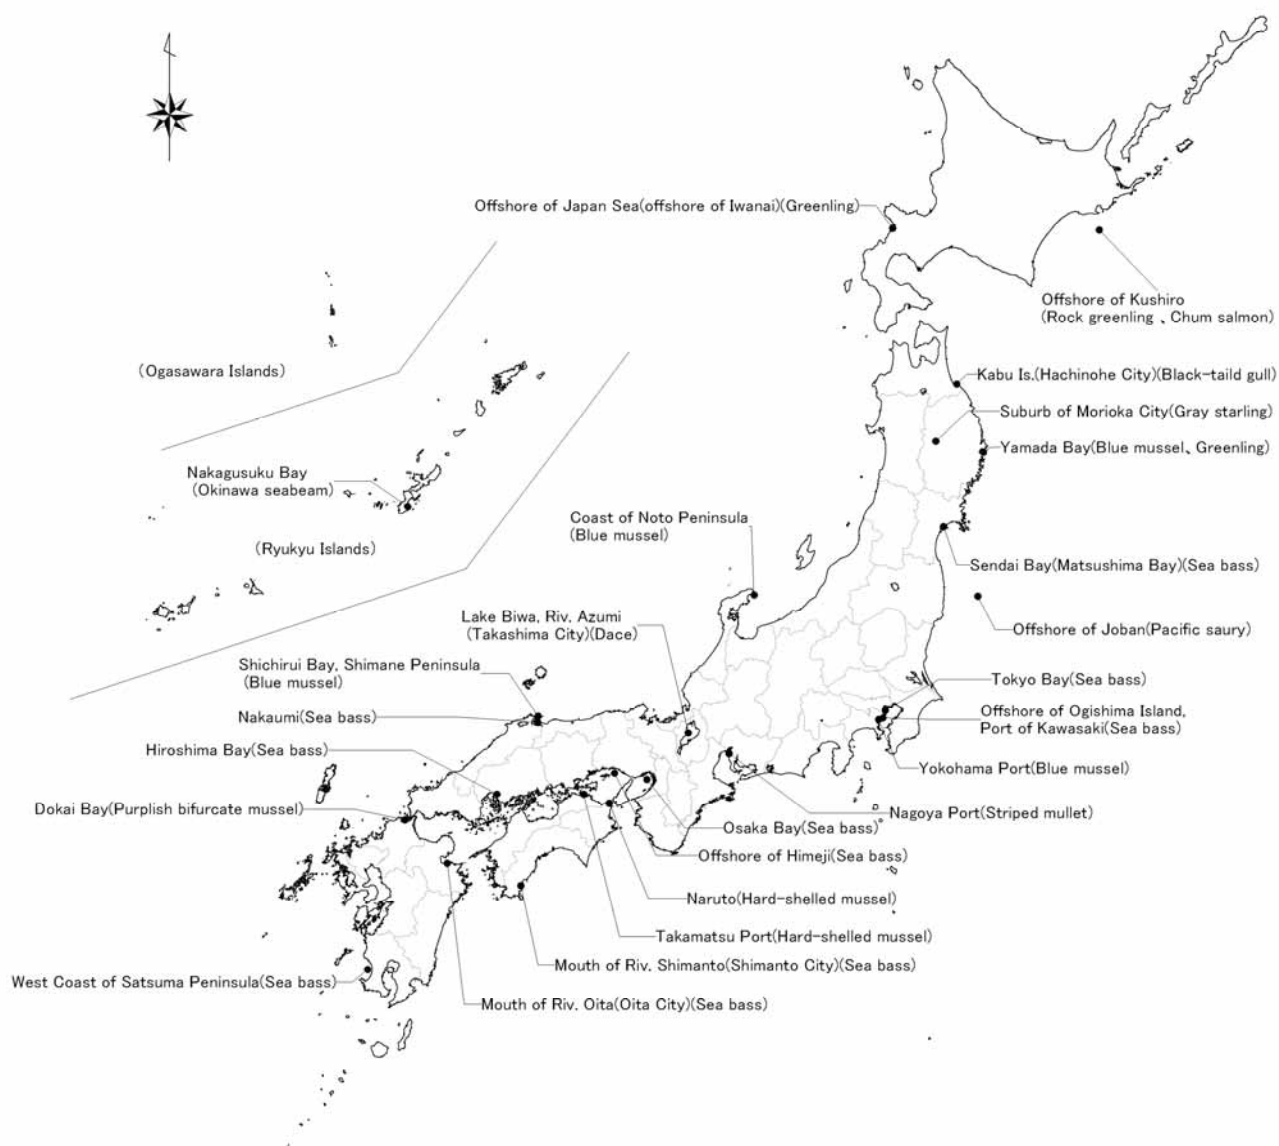 Offshore of Japan Sea(offshore of Iwanai)(Greenling)
Offshore of Kushiro
(Rock greenling 、Chum salmon)
(Ogasawara Islands)
Kabu Is.(Hachinohe City)(Black-taild gull)
Suburb of Morioka City(Gray starling)
Yamada Bay(Blue mussel、Greenling)
Nakagusuku Bay
(Okinawa seabeam)
Coast of Noto Peninsula
(Blue mussel)
(Ryukyu Islands)
Sendai Bay(Matsushima Bay)(Sea bass)
Lake Biwa, Riv. Azumi
(Takashima City)(Dace)
Offshore of Joban(Pacific saury)
Shichirui Bay, Shimane Peninsula
(Blue mussel)
Tokyo Bay(Sea bass)
Nakaumi(Sea bass)
Offshore of Ogishima Island,
Port of Kawasaki(Sea bass)
Hiroshima Bay(Sea bass)
Yokohama Port(Blue mussel)
Dokai Bay(Purplish bifurcate mussel)
Nagoya Port(Striped mullet)
Osaka Bay(Sea bass)
Offshore of Himeji(Sea bass)
Naruto(Hard-shelled mussel)
Takamatsu Port(Hard-shelled mussel)
Mouth of Riv. Shimanto(Shimanto City)(Sea bass)
West Coast of Satsuma Peninsula(Sea bass)
Mouth of Riv. Oita(Oita City)(Sea bass)